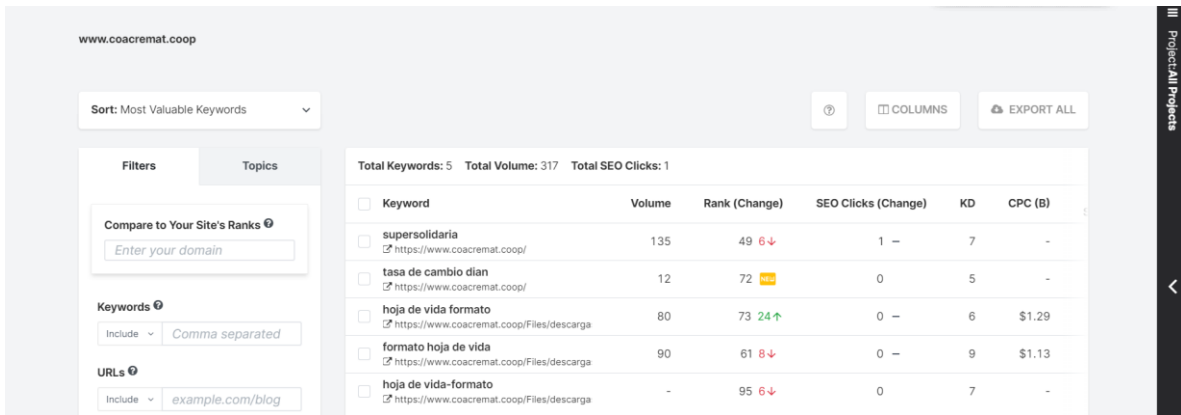 www.coacremat.coop
Sort: Most Valuable Keywords
COLUMNS
EXPORT ALL
Project:All Projects
Filters
Topics
Compare to Your Site's Ranks
Enter your domain
Keywords
Include
Comma separated
URLs
Include
example.com/blog
Total Keywords: 5 Total Volume: 317 Total SEO Clicks: 1
Keyword Volume Rank (Change) SEO Clicks (Change) KD CPC (B)
supersolidaria 135 49 6↓ 1 – 7 -
https://www.coacremat.coop/
tasa de cambio dian 12 72 NEW 0 5 -
https://www.coacremat.coop/
hoja de vida formato 80 73 24↑ 0 – 6 $1.29
https://www.coacremat.coop/Files/descarga
formato hoja de vida 90 61 8↓ 0 – 9 $1.13
https://www.coacremat.coop/Files/descarga
hoja de vida-formato - 95 6↓ 0 7 -
https://www.coacremat.coop/Files/descarga